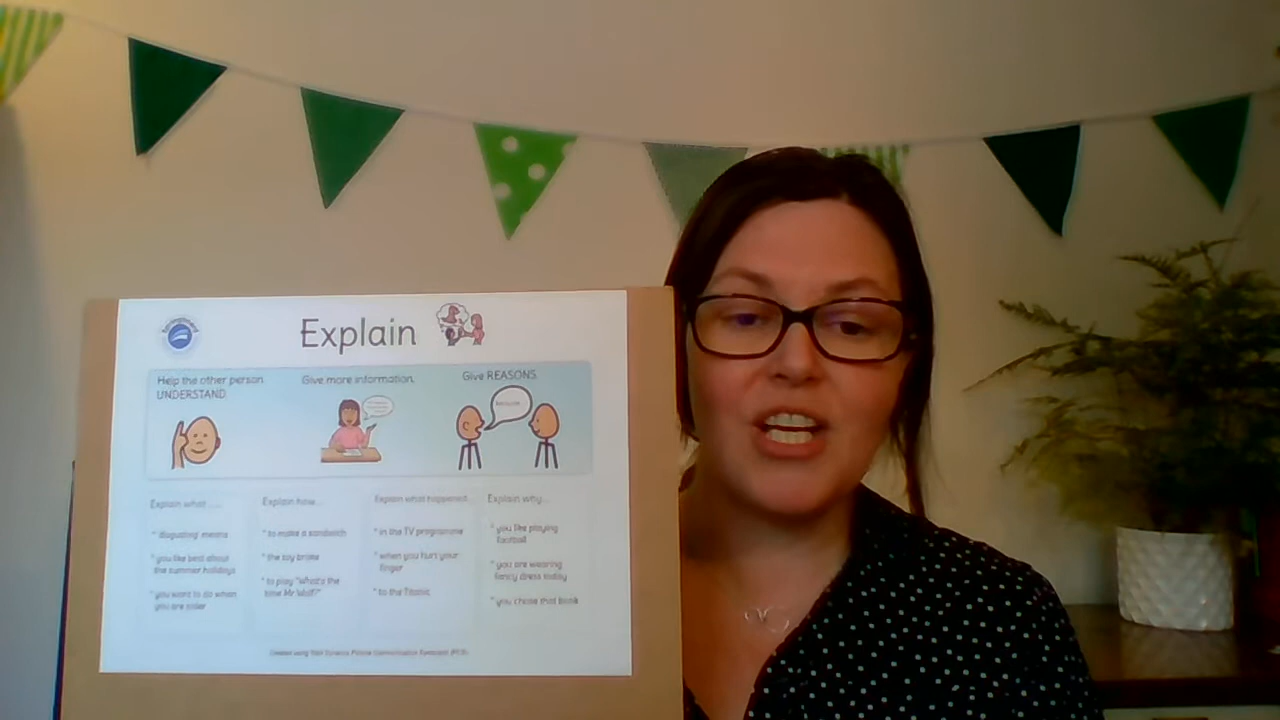 Explain
Help the other person
UNDERSTAND.
Give more information.
Give REASONS.
Explain what .....
* 'disgusting' means
* you like best about
the summer holidays
* you want to do when
you are older
Explain how...
* to make a sandwich
* the toy broke
* to play "What's the
time Mr Wolf?"
Explain what happened...
* in the TV programme
* when you hurt your
finger
* to the Titanic
Explain why...
* you like playing
football
* you are wearing
fancy dress today
* you chose that book